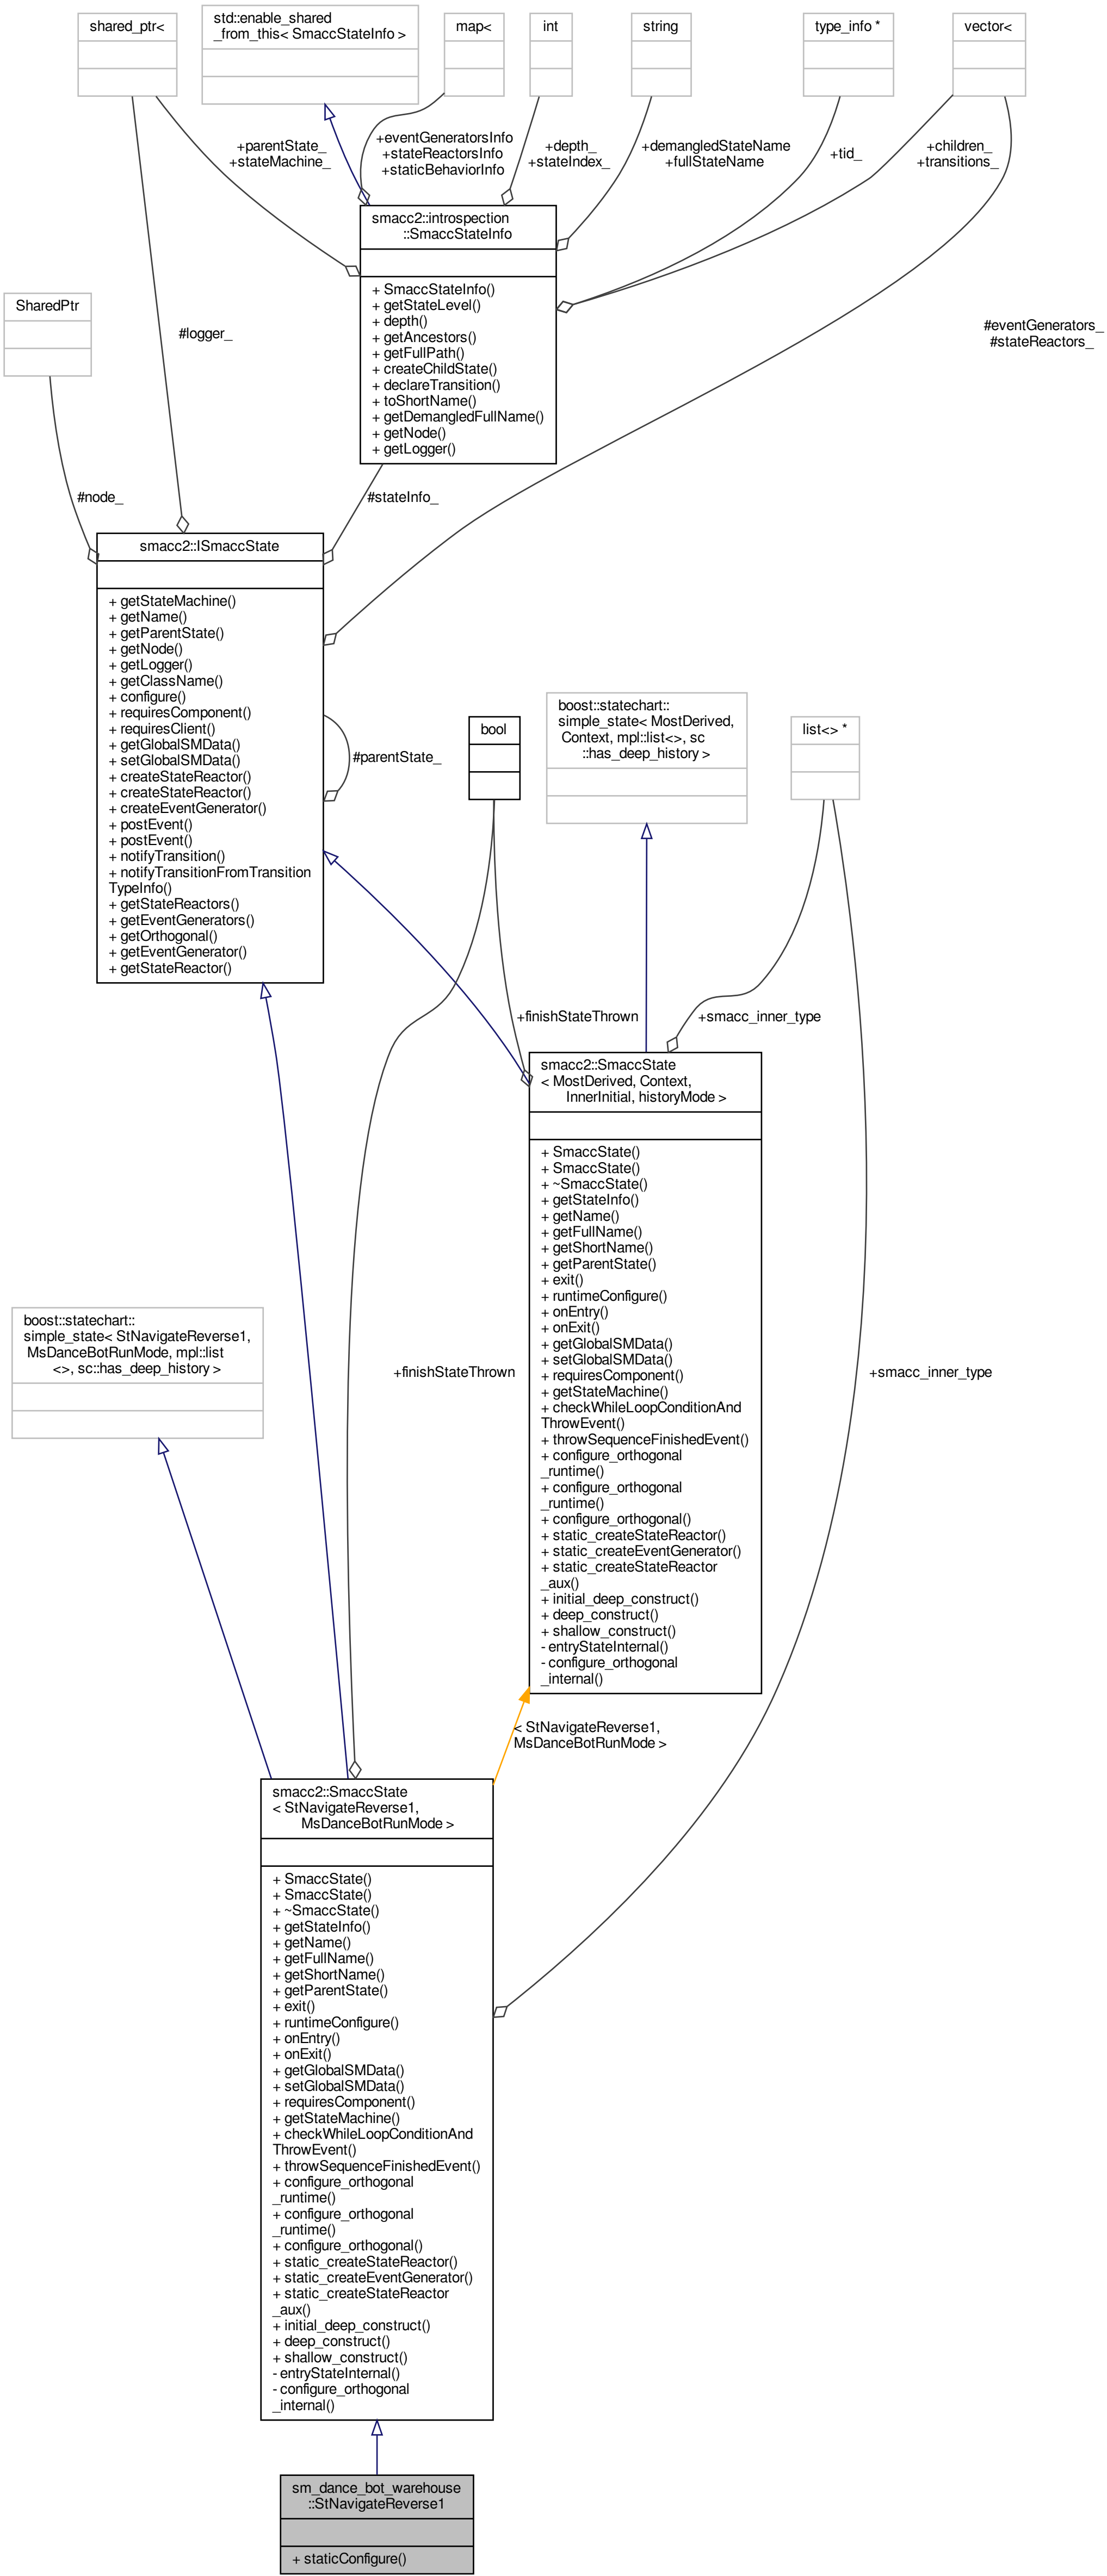 shared_ptr<
std::enable_shared
_from_this< SmaccStateInfo >
map<
int
string
type_info *
vector<
+parentState_
+stateMachine_
+eventGeneratorsInfo
+stateReactorsInfo
+staticBehaviorInfo
+depth_
+stateIndex_
+demangledStateName
+fullStateName
+tid_
+children_
+transitions_
smacc2::introspection
::SmaccStateInfo
+ SmaccStateInfo()
+ getStateLevel()
+ depth()
+ getAncestors()
+ getFullPath()
+ createChildState()
+ declareTransition()
+ toShortName()
+ getDemangledFullName()
+ getNode()
+ getLogger()
SharedPtr
#logger_
#eventGenerators_
#stateReactors_
#node_
#stateInfo_
smacc2::ISmaccState
+ getStateMachine()
+ getName()
+ getParentState()
+ getNode()
+ getLogger()
+ getClassName()
+ configure()
+ requiresComponent()
+ requiresClient()
+ getGlobalSMData()
+ setGlobalSMData()
+ createStateReactor()
+ createStateReactor()
+ createEventGenerator()
+ postEvent()
+ postEvent()
+ notifyTransition()
+ notifyTransitionFromTransition
TypeInfo()
+ getStateReactors()
+ getEventGenerators()
+ getOrthogonal()
+ getEventGenerator()
+ getStateReactor()
#parentState_
bool
boost::statechart::
simple_state< MostDerived,
Context, mpl::list<>, sc
::has_deep_history >
list<> *
+finishStateThrown
+smacc_inner_type
smacc2::SmaccState
< MostDerived, Context,
InnerInitial, historyMode >
+ SmaccState()
+ SmaccState()
+ ~SmaccState()
+ getStateInfo()
+ getName()
+ getFullName()
+ getShortName()
+ getParentState()
+ exit()
+ runtimeConfigure()
+ onEntry()
+ onExit()
+ getGlobalSMData()
+ setGlobalSMData()
+ requiresComponent()
+ getStateMachine()
+ checkWhileLoopConditionAnd
ThrowEvent()
+ throwSequenceFinishedEvent()
+ configure_orthogonal
_runtime()
+ configure_orthogonal
_runtime()
+ configure_orthogonal()
+ static_createStateReactor()
+ static_createEventGenerator()
+ static_createStateReactor
_aux()
+ initial_deep_construct()
+ deep_construct()
+ shallow_construct()
- entryStateInternal()
- configure_orthogonal
_internal()
boost::statechart::
simple_state< StNavigateReverse1,
MsDanceBotRunMode, mpl::list
<>, sc::has_deep_history >
+finishStateThrown
+smacc_inner_type
< StNavigateReverse1,
MsDanceBotRunMode >
smacc2::SmaccState
< StNavigateReverse1,
MsDanceBotRunMode >
+ SmaccState()
+ SmaccState()
+ ~SmaccState()
+ getStateInfo()
+ getName()
+ getFullName()
+ getShortName()
+ getParentState()
+ exit()
+ runtimeConfigure()
+ onEntry()
+ onExit()
+ getGlobalSMData()
+ setGlobalSMData()
+ requiresComponent()
+ getStateMachine()
+ checkWhileLoopConditionAnd
ThrowEvent()
+ throwSequenceFinishedEvent()
+ configure_orthogonal
_runtime()
+ configure_orthogonal
_runtime()
+ configure_orthogonal()
+ static_createStateReactor()
+ static_createEventGenerator()
+ static_createStateReactor
_aux()
+ initial_deep_construct()
+ deep_construct()
+ shallow_construct()
- entryStateInternal()
- configure_orthogonal
_internal()
sm_dance_bot_warehouse
::StNavigateReverse1
+ staticConfigure()